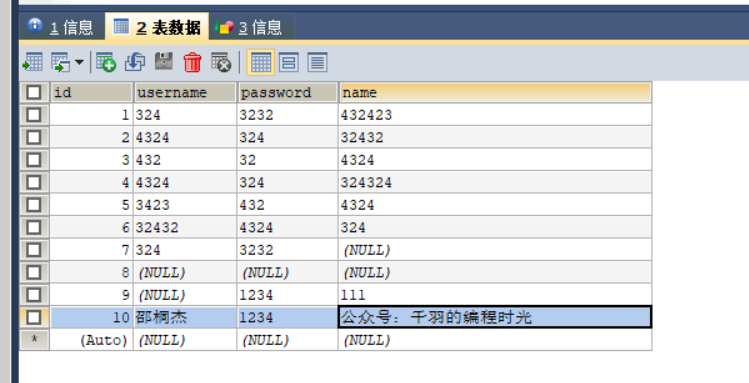 1 信息 2 表数据 3 信息
id username password name
1 324 3232 432423
2 4324 324 32432
3 432 32 4324
4 4324 324 324324
5 3423 432 4324
6 32432 4324 324
7 324 3232 (NULL)
8 (NULL) (NULL) (NULL)
9 (NULL) 1234 111
10 邵桐杰 1234 公众号：千羽的编程时光
* (Auto) (NULL) (NULL) (NULL)